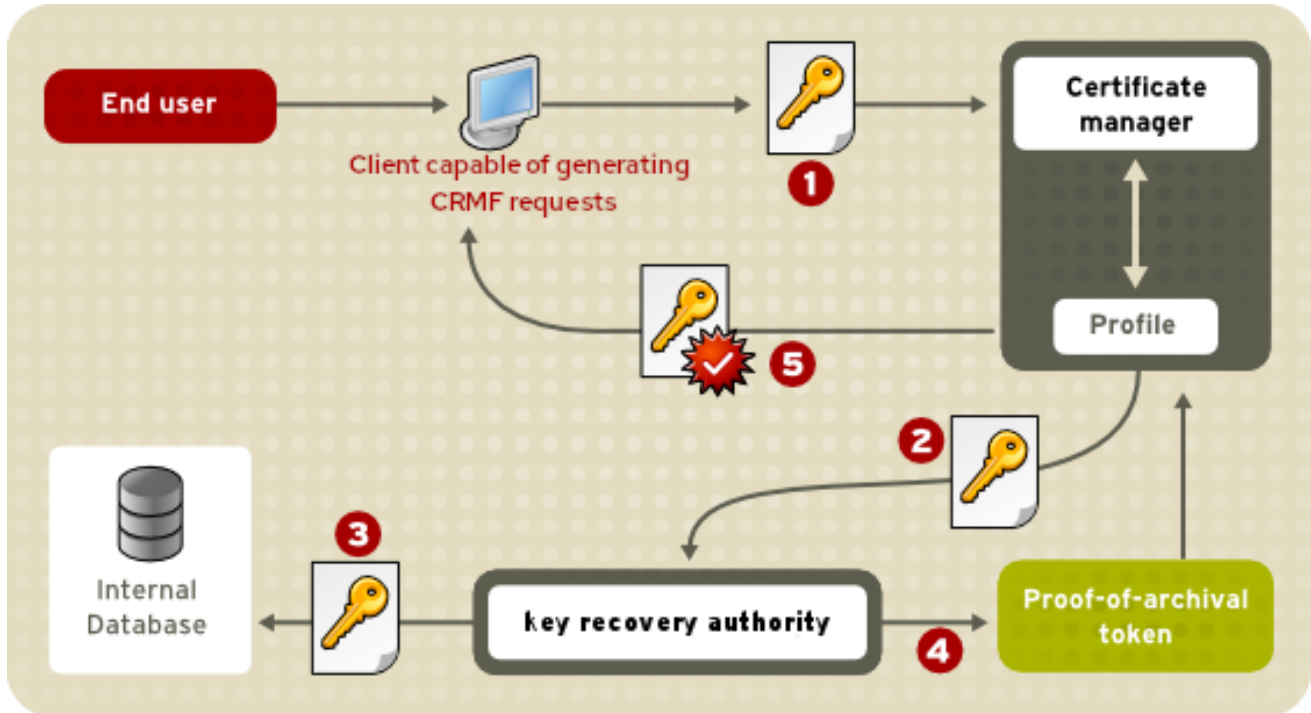 End user
Client capable of generating
CRMF requests
1
Certificate
manager
Profile
5
2
3
Internal
Database
key recovery authority
4
Proof-of-archival
token